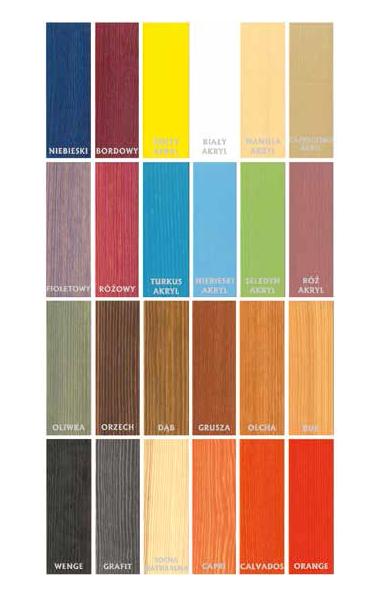 NIEBIESKI
BORDOWY
ŻÓŁTY
AKRYL
BIAŁY
AKRYL
WANILIA
AKRYL
CAPPUCINO
AKRYL
FIOLETOWY
RÓŻOWY
TURKUS
AKRYL
NIEBIESKI
AKRYL
SELEDYN
AKRYL
RÓŻ
AKRYL
OLIWKA
ORZECH
DĄB
GRUSZA
OLCHA
BUK
WENGE
GRAFIT
SOSNA
NATURALNA
CAPRI
CALVADOS
ORANGE